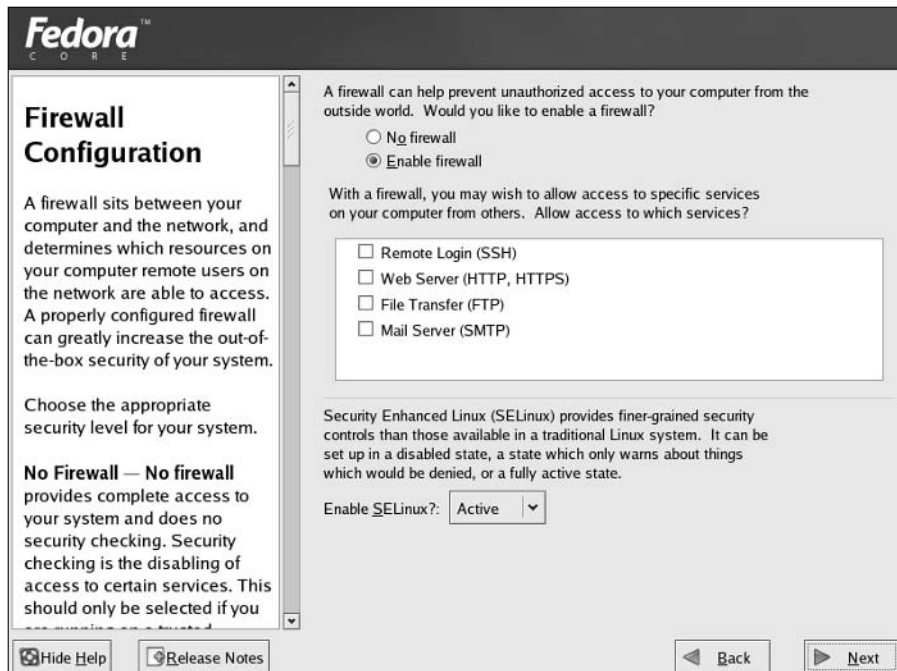 Fedora™
CORE
Firewall
Configuration
A firewall sits between your
computer and the network, and
determines which resources on
your computer remote users on
the network are able to access.
A properly configured firewall
can greatly increase the out-of-
the-box security of your system.
Choose the appropriate
security level for your system.
No Firewall — No firewall
provides complete access to
your system and does no
security checking. Security
checking is the disabling of
access to certain services. This
should only be selected if you
are running on a trusted
A firewall can help prevent unauthorized access to your computer from the
outside world. Would you like to enable a firewall?
No firewall
Enable firewall
With a firewall, you may wish to allow access to specific services
on your computer from others. Allow access to which services?
Remote Login (SSH)
Web Server (HTTP, HTTPS)
File Transfer (FTP)
Mail Server (SMTP)
Security Enhanced Linux (SELinux) provides finer-grained security
controls than those available in a traditional Linux system. It can be
set up in a disabled state, a state which only warns about things
which would be denied, or a fully active state.
Enable SELinux?: Active
Hide Help
Release Notes
Back
Next